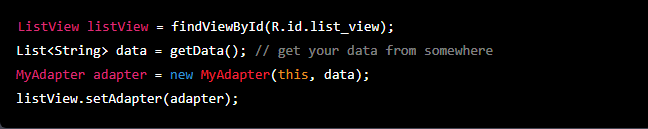 ListView listView = findViewById(R.id.list_view);
List<String> data = getData(); // get your data from somewhere
MyAdapter adapter = new MyAdapter(this, data);
listView.setAdapter(adapter);